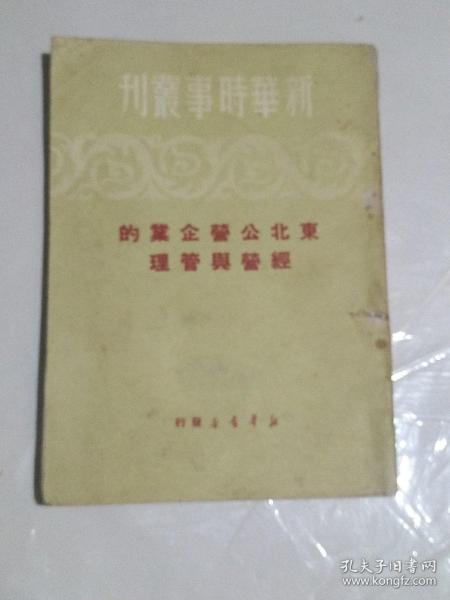 新華時事叢刊
東北公營企業的
經營與管理
新華書店發行
孔夫子旧书网
www.kongfz.com